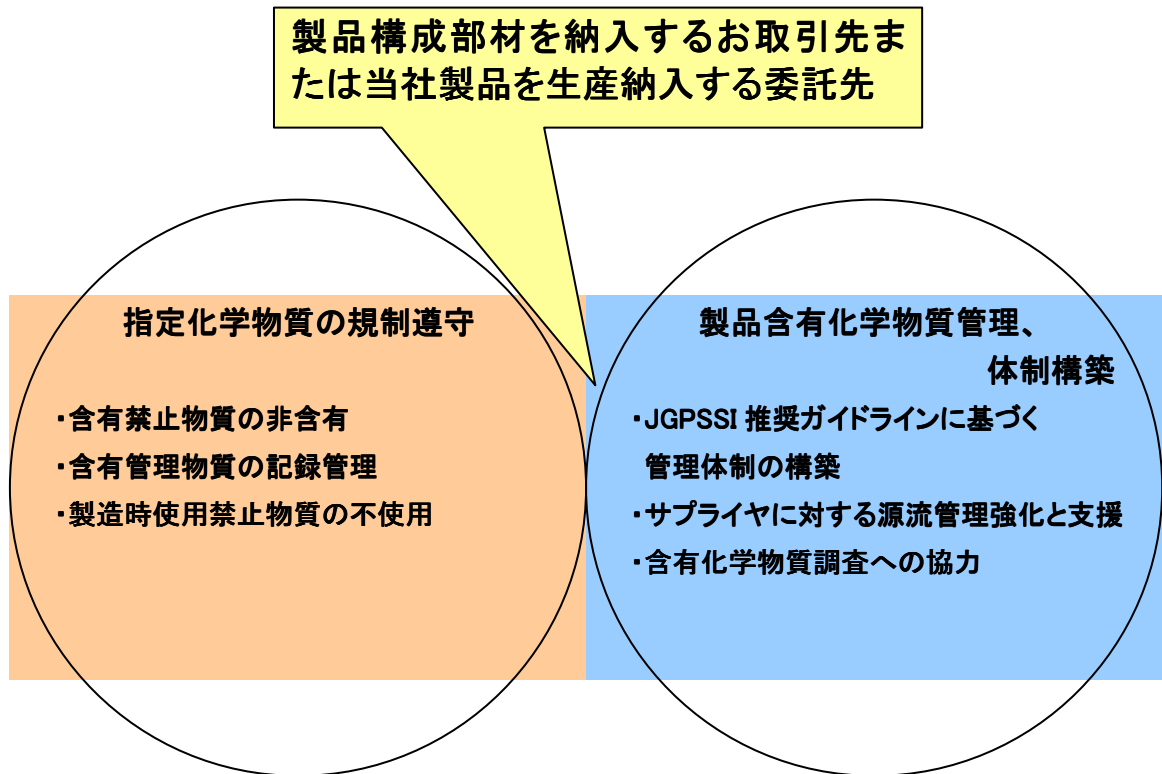 製品構成部材を納入するお取引先ま
たは当社製品を生産納入する委託先
指定化学物質の規制遵守
・含有禁止物質の非含有
・含有管理物質の記録管理
・製造時使用禁止物質の不使用
製品含有化学物質管理、
体制構築
・JGPSSI 推奨ガイドラインに基づく
管理体制の構築
・サプライヤに対する源流管理強化と支援
・含有化学物質調査への協力